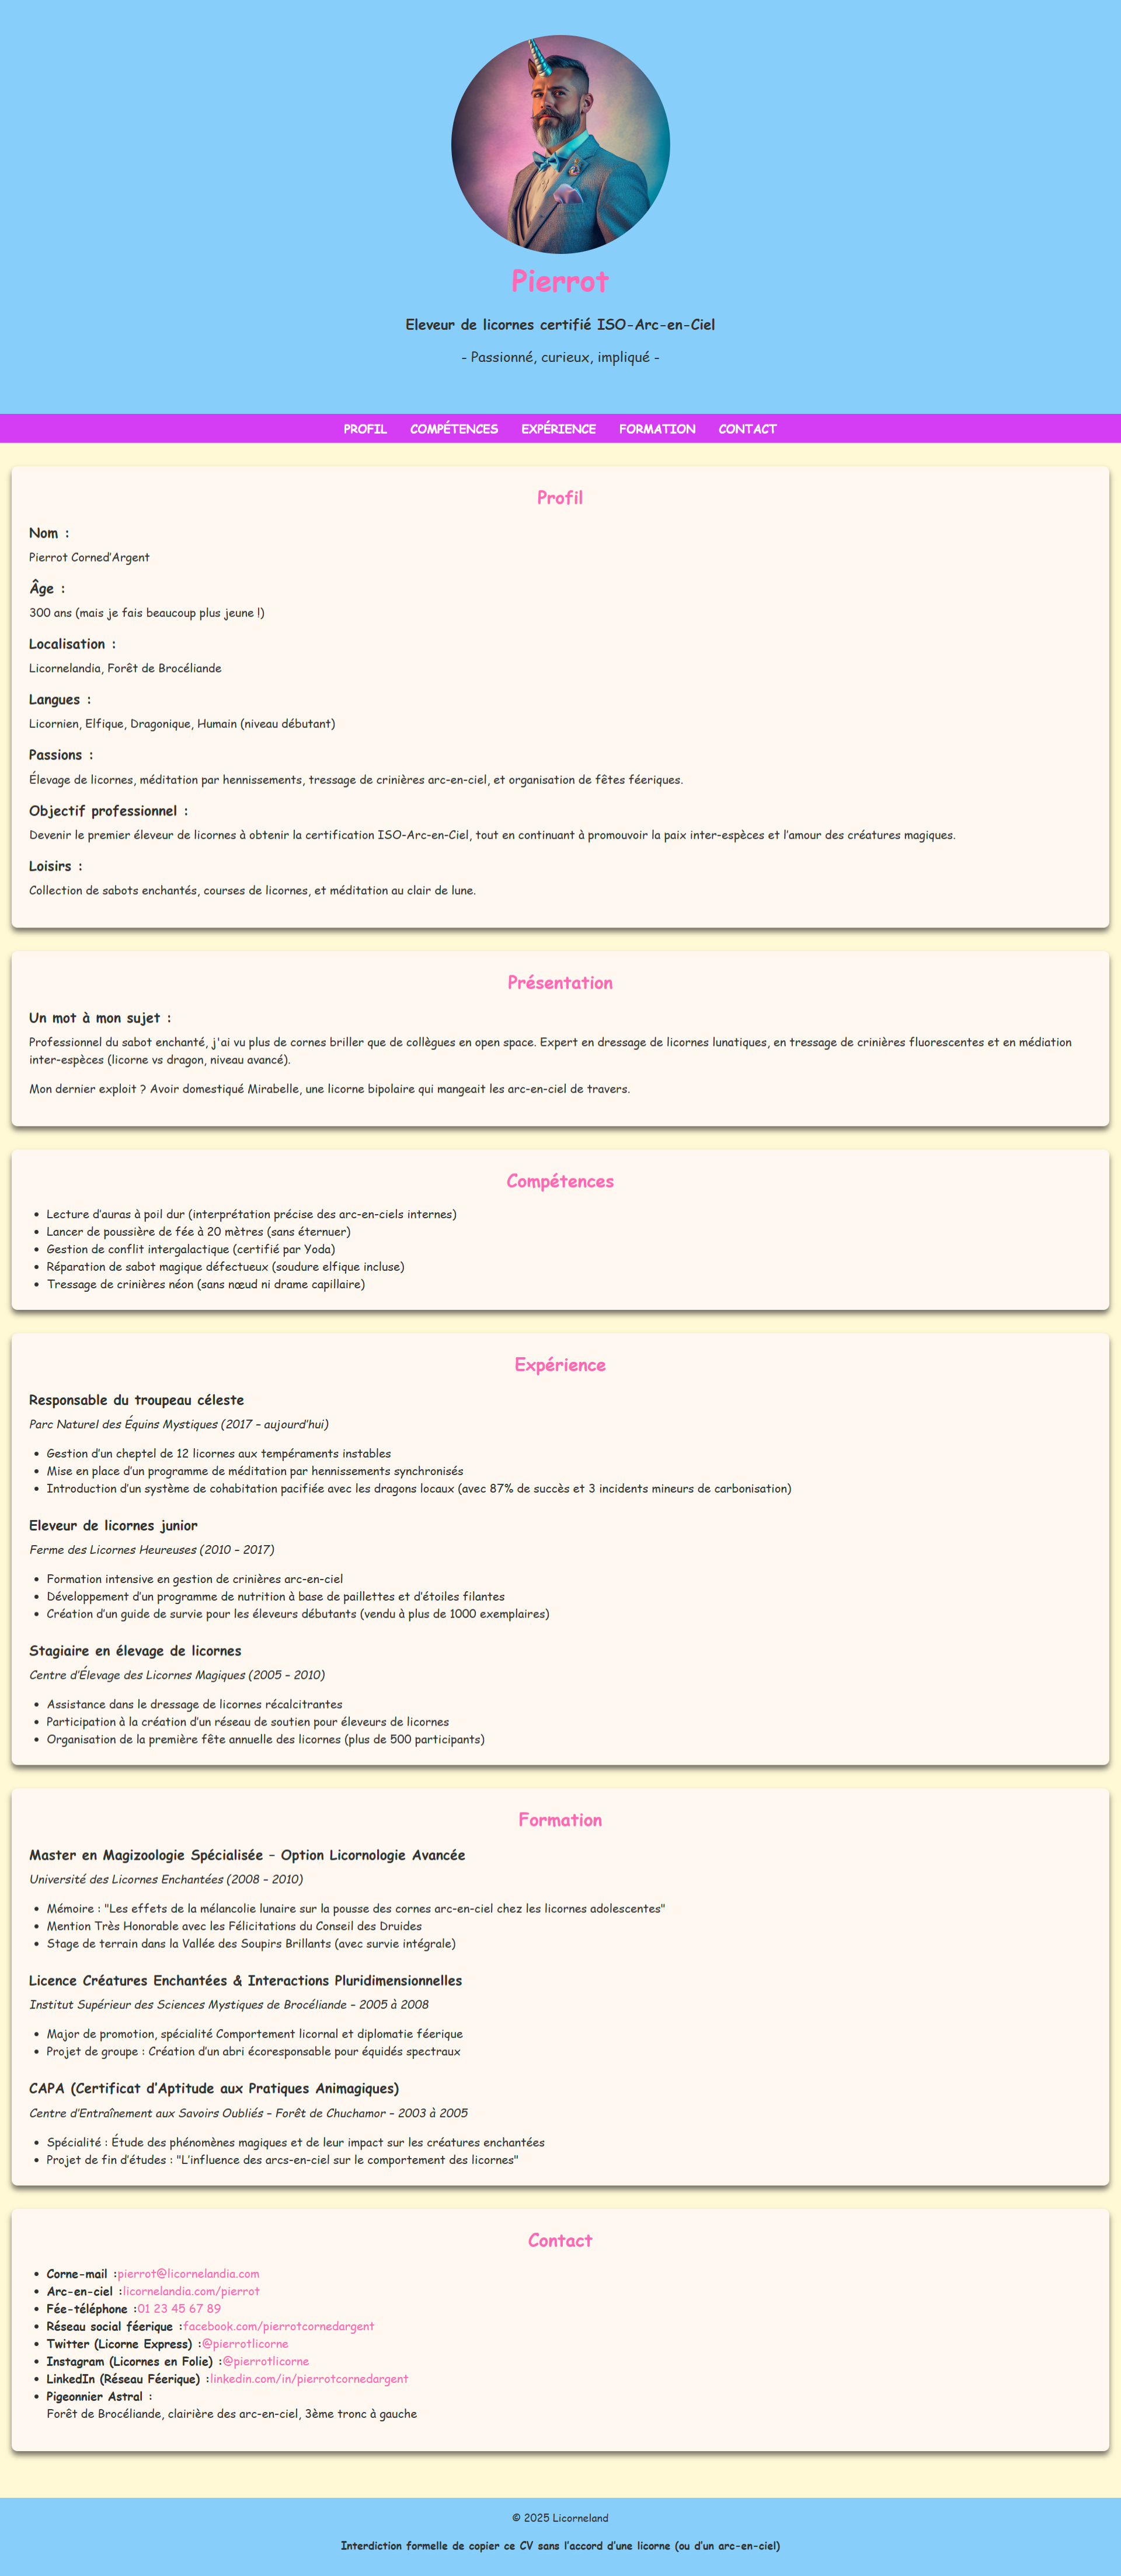 Pierrot
Eleveur de licornes certifié ISO-Arc-en-Ciel
- Passionné, curieux, impliqué -
PROFIL COMPÉTENCES EXPÉRIENCE FORMATION CONTACT
Profil
Nom :
Pierrot Corned'Argent
Âge :
300 ans (mais je fais beaucoup plus jeune !)
Localisation :
Licornelandia, Forêt de Brocéliande
Langues :
Licornien, Elfique, Dragonique, Humain (niveau débutant)
Passions :
Élevage de licornes, méditation par hennissements, tressage de crinières arc-en-ciel, et organisation de fêtes féeriques.
Objectif professionnel :
Devenir le premier éleveur de licornes à obtenir la certification ISO-Arc-en-Ciel, tout en continuant à promouvoir la paix inter-espèces et l'amour des créatures magiques.
Loisirs :
Collection de sabots enchantés, courses de licornes, et méditation au clair de lune.
Présentation
Un mot à mon sujet :
Professionnel du sabot enchanté, j'ai vu plus de cornes briller que de collègues en open space. Expert en dressage de licornes lunatiques, en tressage de crinières fluorescentes et en médiation
inter-espèces (licorne vs dragon, niveau avancé).
Mon dernier exploit ? Avoir domestiqué Mirabelle, une licorne bipolaire qui mangeait les arc-en-ciel de travers.
Compétences
• Lecture d'auras à poil dur (interprétation précise des arc-en-ciels internes)
• Lancer de poussière de fée à 20 mètres (sans éternuer)
• Gestion de conflit intergalactique (certifié par Yoda)
• Réparation de sabot magique défectueux (soudure elfique incluse)
• Tressage de crinières néon (sans nœud ni drame capillaire)
Expérience
Responsable du troupeau céleste
Parc Naturel des Équins Mystiques (2017 – aujourd'hui)
• Gestion d'un cheptel de 12 licornes aux tempéraments instables
• Mise en place d'un programme de méditation par hennissements synchronisés
• Introduction d'un système de cohabitation pacifiée avec les dragons locaux (avec 87% de succès et 3 incidents mineurs de carbonisation)
Eleveur de licornes junior
Ferme des Licornes Heureuses (2010 – 2017)
• Formation intensive en gestion de crinières arc-en-ciel
• Développement d'un programme de nutrition à base de paillettes et d'étoiles filantes
• Création d'un guide de survie pour les éleveurs débutants (vendu à plus de 1000 exemplaires)
Stagiaire en élevage de licornes
Centre d'Élevage des Licornes Magiques (2005 – 2010)
• Assistance dans le dressage de licornes récalcitrantes
• Participation à la création d'un réseau de soutien pour éleveurs de licornes
• Organisation de la première fête annuelle des licornes (plus de 500 participants)
Formation
Master en Magizoologie Spécialisée – Option Licornologie Avancée
Université des Licornes Enchantées (2008 – 2010)
• Mémoire : "Les effets de la mélancolie lunaire sur la pousse des cornes arc-en-ciel chez les licornes adolescentes"
• Mention Très Honorable avec les Félicitations du Conseil des Druides
• Stage de terrain dans la Vallée des Soupirs Brillants (avec survie intégrale)
Licence Créatures Enchantées & Interactions Pluridimensionnelles
Institut Supérieur des Sciences Mystiques de Brocéliande – 2005 à 2008
• Major de promotion, spécialité Comportement licornal et diplomatie féerique
• Projet de groupe : Création d'un abri écoresponsable pour équidés spectraux
CAPA (Certificat d'Aptitude aux Pratiques Animagiques)
Centre d'Entraînement aux Savoirs Oubliés – Forêt de Chuchamor – 2003 à 2005
• Spécialité : Étude des phénomènes magiques et de leur impact sur les créatures enchantées
• Projet de fin d'études : "L'influence des arcs-en-ciel sur le comportement des licornes"
Contact
• Corne-mail :pierrot@licornelandia.com
• Arc-en-ciel :licornelandia.com/pierrot
• Fée-téléphone :01 23 45 67 89
• Réseau social féerique :facebook.com/pierrotcornedargent
• Twitter (Licorne Express) :@pierrotlicorne
• Instagram (Licornes en Folie) :@pierrotlicorne
• LinkedIn (Réseau Féerique) :linkedin.com/in/pierrotcornedargent
• Pigeonnier Astral :
Forêt de Brocéliande, clairière des arc-en-ciel, 3ème tronc à gauche
© 2025 Licorneland
Interdiction formelle de copier ce CV sans l'accord d'une licorne (ou d'un arc-en-ciel)